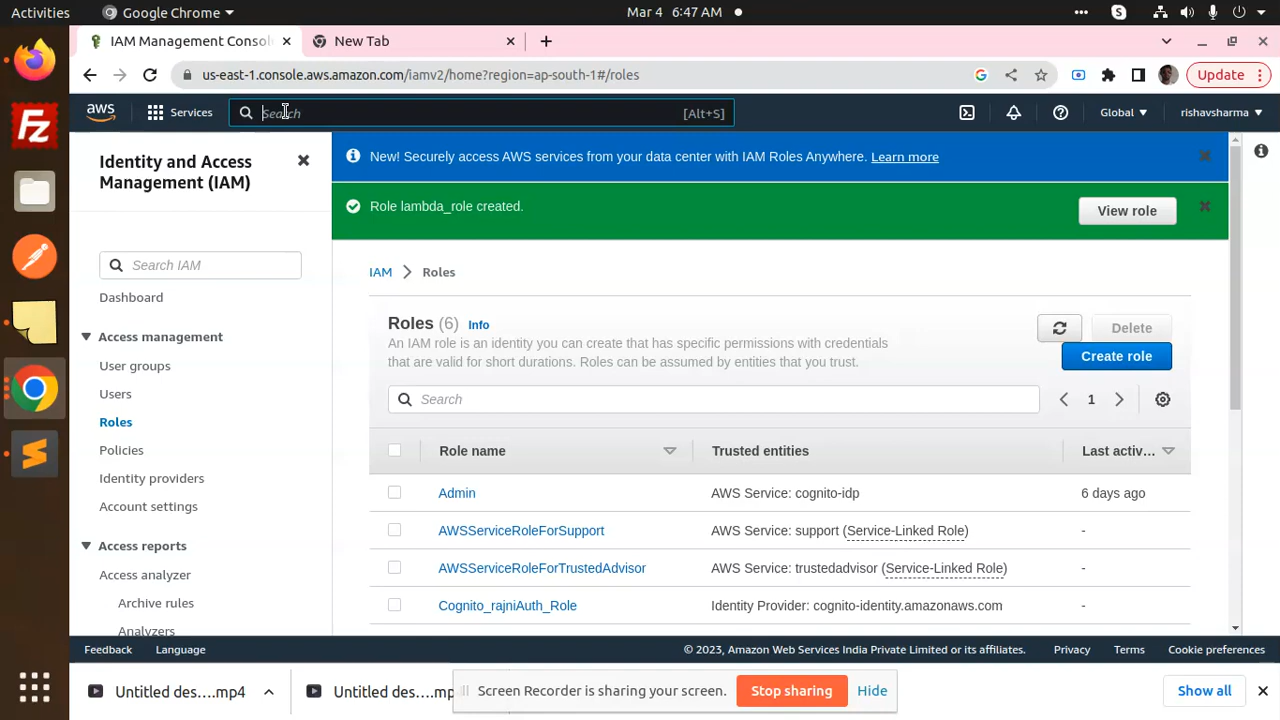 Activities
Google Chrome
Mar 4 6:47 AM
IAM Management Consol
New Tab
us-east-1.console.aws.amazon.com/iamv2/home?region=ap-south-1#/roles
Update
aws
Services
Search
[Alt+S]
Global
rishavsharma
Identity and Access Management (IAM)
Search IAM
Dashboard
Access management
User groups
Users
Roles
Policies
Identity providers
Account settings
Access reports
Access analyzer
Archive rules
Analyzers
New! Securely access AWS services from your data center with IAM Roles Anywhere. Learn more
Role lambda_role created.
View role
IAM
Roles
Roles (6) Info
An IAM role is an identity you can create that has specific permissions with credentials
that are valid for short durations. Roles can be assumed by entities that you trust.
Delete
Create role
Search
1
Role name
Trusted entities
Last activ...
Admin
AWS Service: cognito-idp
6 days ago
AWSServiceRoleForSupport
AWS Service: support (Service-Linked Role)
-
AWSServiceRoleForTrustedAdvisor
AWS Service: trustedadvisor (Service-Linked Role)
-
Cognito_rajniAuth_Role
Identity Provider: cognito-identity.amazonaws.com
-
Feedback
Language
© 2023, Amazon Web Services India Private Limited or its affiliates.
Privacy
Terms
Cookie preferences
Untitled des....mp4
Untitled des....mp
Screen Recorder is sharing your screen.
Stop sharing
Hide
Show all